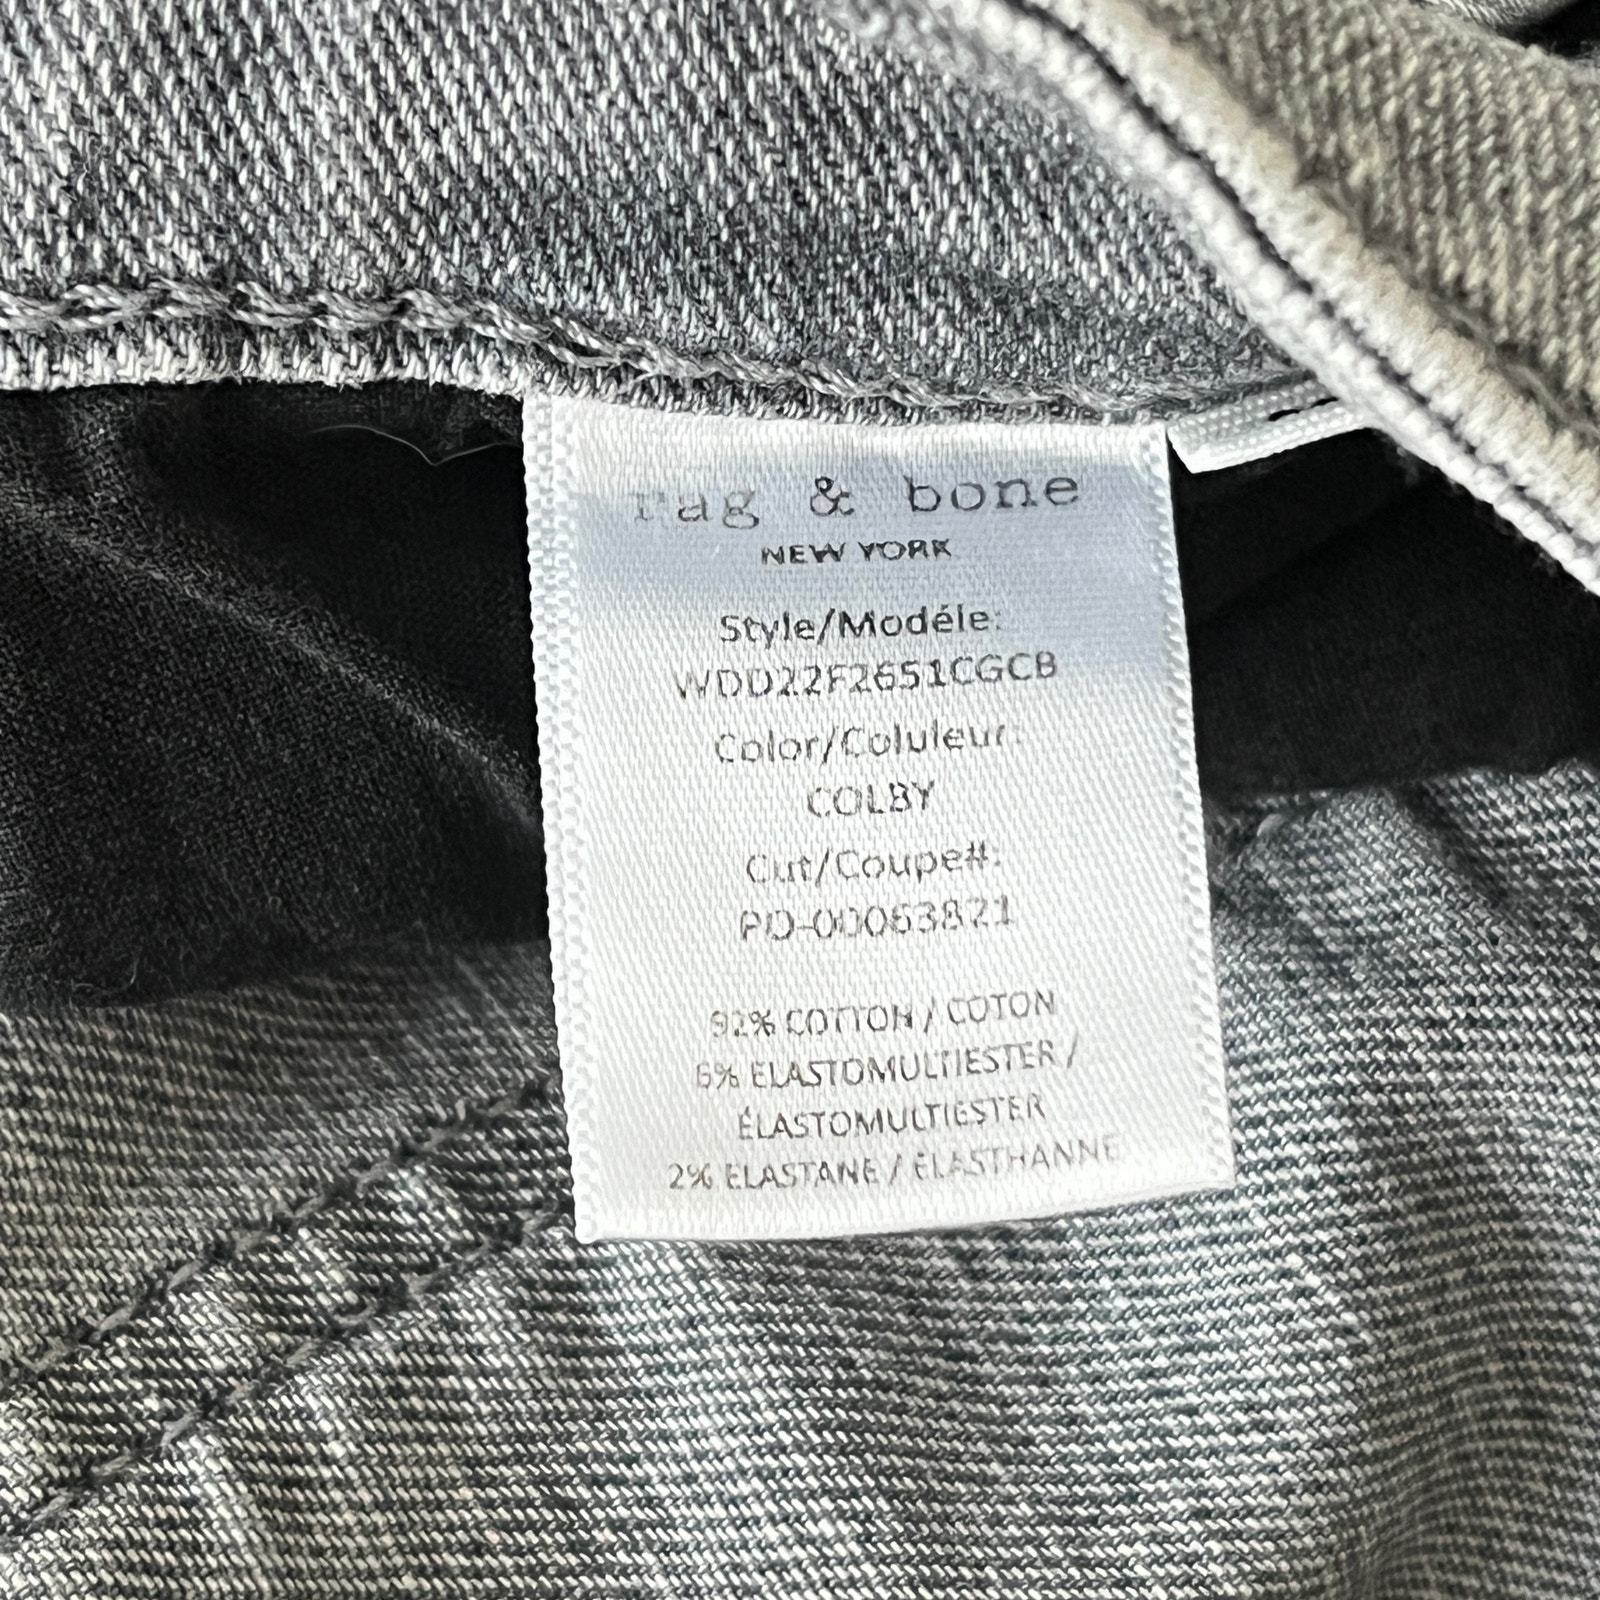 rag & bone
NEW YORK
Style/Modéle:
WDD22F2651CGCB
Color/Coluleur:
COLBY
Cut/Coupe#:
PO-00063821
92% COTTON / COTON
6% ELASTOMULTIESTER /
ÉLASTOMULTIESTER
2% ELASTANE / ÉLASTHANNE